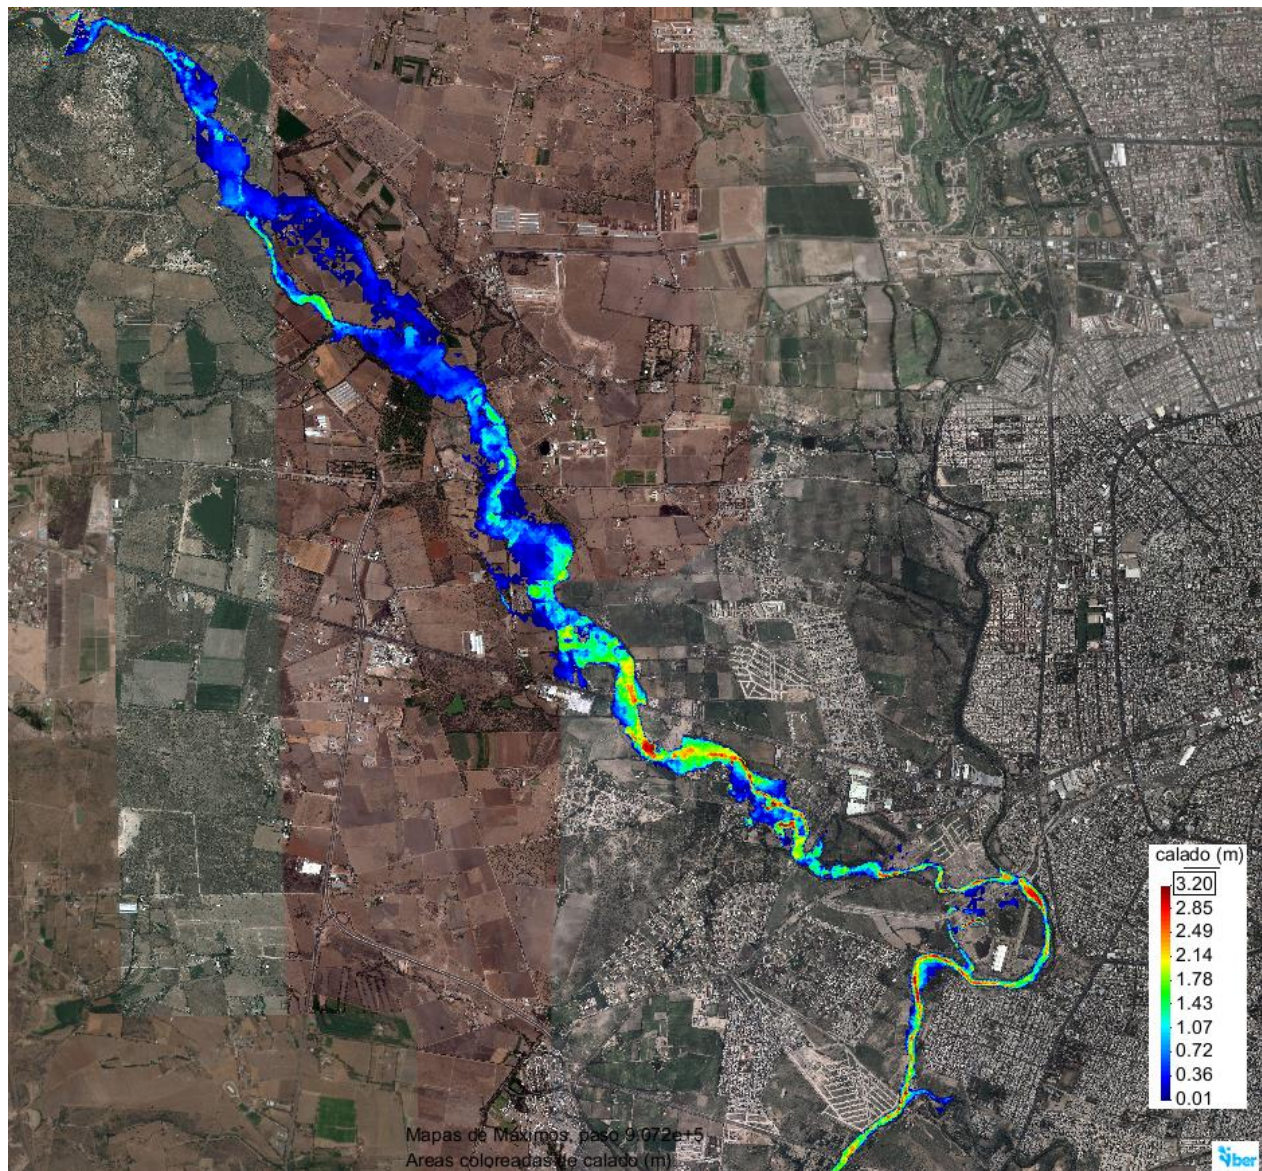 calado (m)
3.20
2.85
2.49
2.14
1.78
1.43
1.07
0.72
0.36
0.01
Mapas de Máximos, paso 9.072e+5
Areas coloreadas de calado (m)
iber